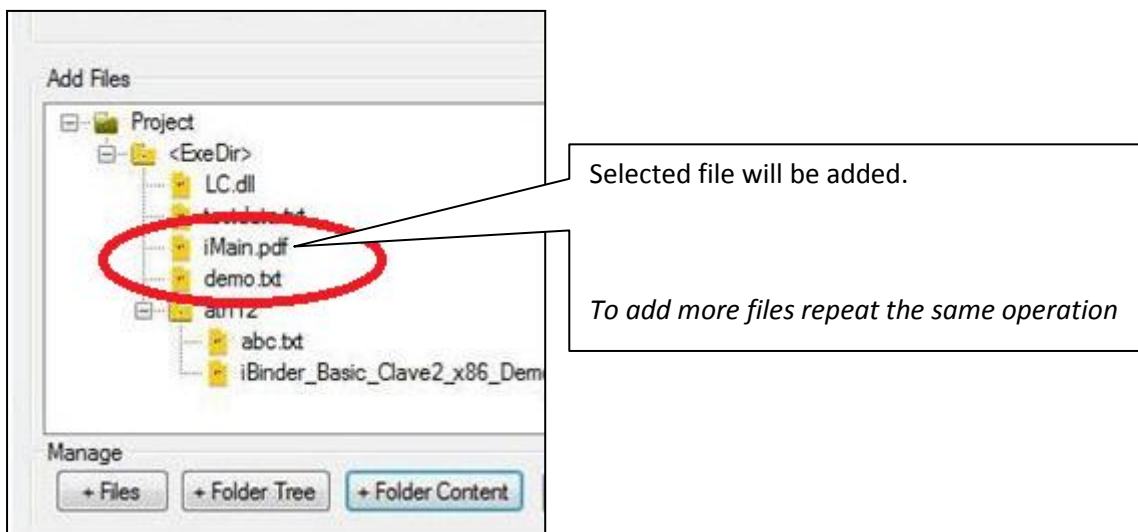 Add Files
Project
<ExeDir>
LC.dll
iMain.pdf
demo.txt
abc.txt
iBinder_Basic_Clave2_x86_Dem
Manage
+ Files
+ Folder Tree
+ Folder Content
Selected file will be added.
To add more files repeat the same operation